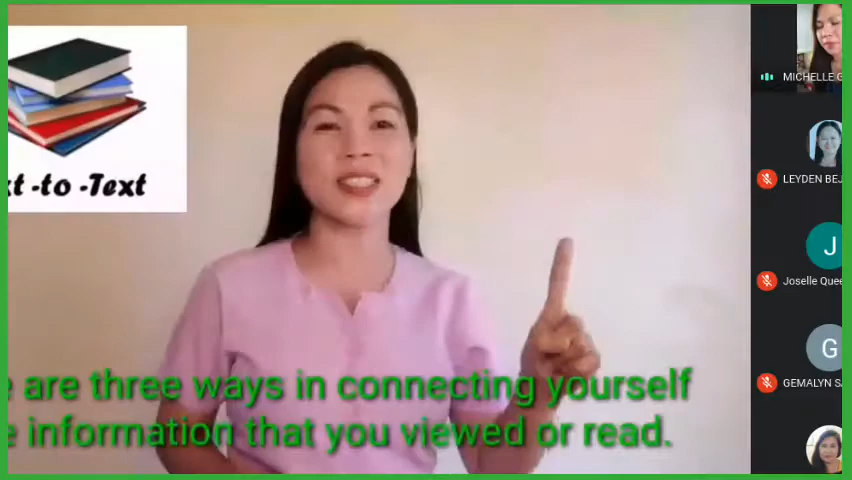 xt -to -Text
e are three ways in connecting yourself
e information that you viewed or read.
MICHELLE G
LEYDEN BEJ
J
Joselle Quee
G
GEMALYN S